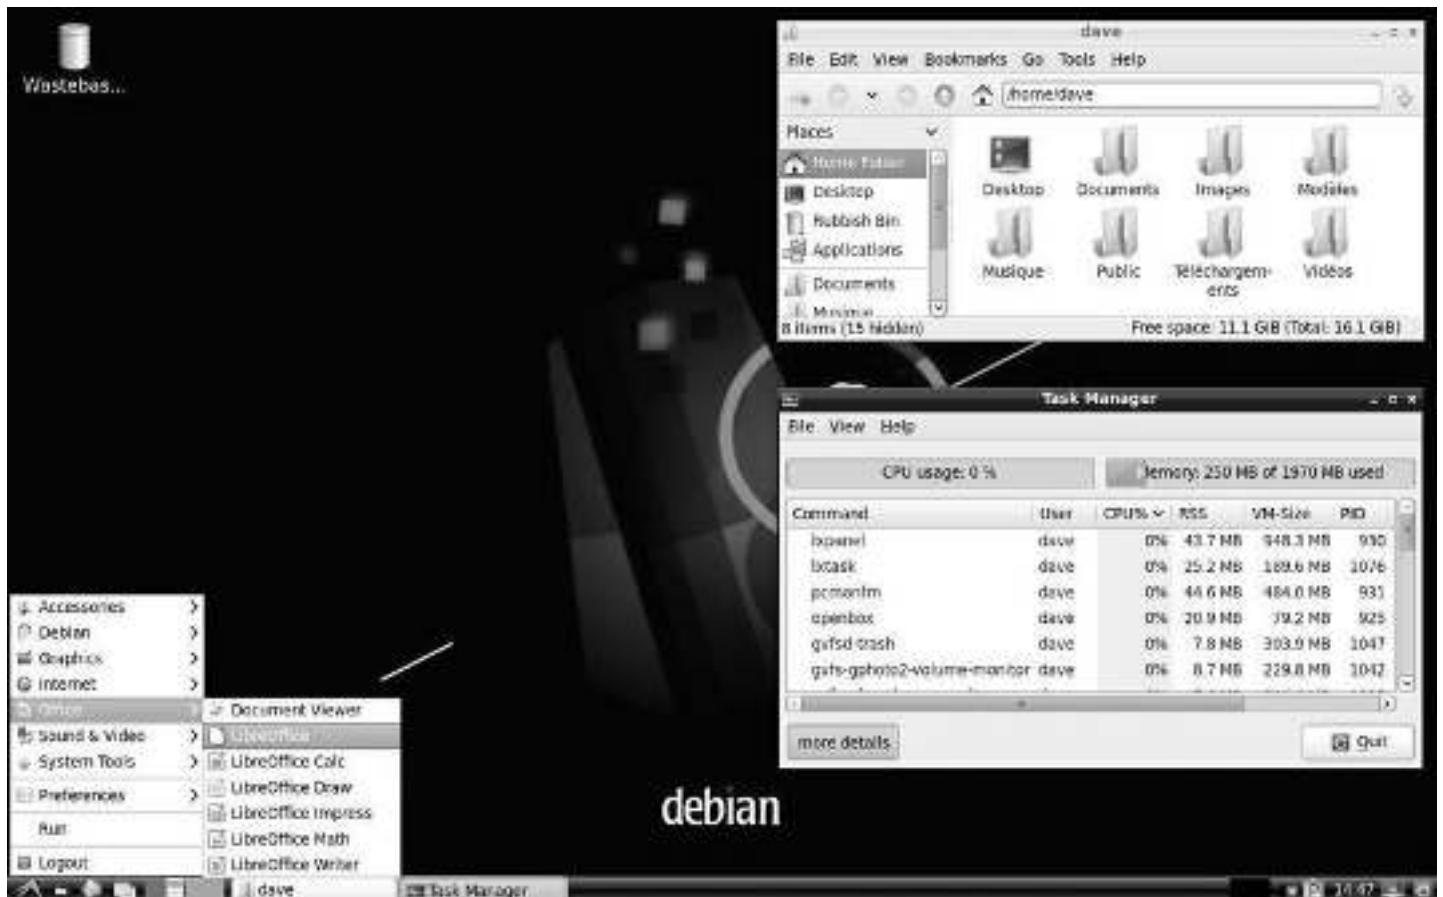 Wastebas...
dave
File Edit View Bookmarks Go Tools Help
/home/dave
Places
Home Folder
Desktop
Rubbish Bin
Applications
Documents
Musique
Desktop Documents Images Modèles
Musique Public Téléchargem-
ents Vidéos
8 items (15 hidden) Free space: 11.1 GiB (Total: 16.1 GiB)
Task Manager
File View Help
CPU usage: 0 % Memory: 250 MB of 1970 MB used
Command User CPU% RSS VM-Size PID
lxpanel dave 0% 43.7 MB 948.3 MB 930
lxtask dave 0% 25.2 MB 189.6 MB 1076
pcmanfm dave 0% 44.6 MB 484.0 MB 931
openbox dave 0% 20.9 MB 79.2 MB 925
gvfsd-trash dave 0% 7.8 MB 303.9 MB 1047
gvfs-gphoto2-volume-monitor dave 0% 8.7 MB 229.8 MB 1042
more details Quit
Accessories
Debian
Graphics
Internet
Office
Sound & Video
System Tools
Preferences
Run
Logout
Document Viewer
LibreOffice
LibreOffice Calc
LibreOffice Draw
LibreOffice Impress
LibreOffice Math
LibreOffice Writer
debian
dave
Task Manager
14:47